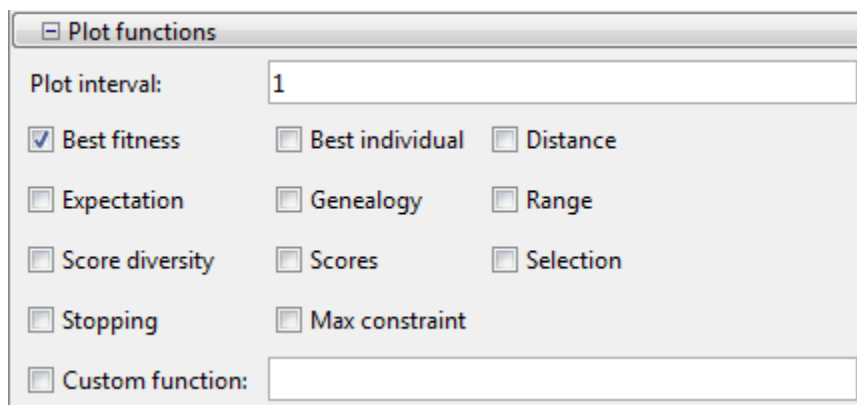 Plot functions
Plot interval: 1
Best fitness Best individual Distance
Expectation Genealogy Range
Score diversity Scores Selection
Stopping Max constraint
Custom function: